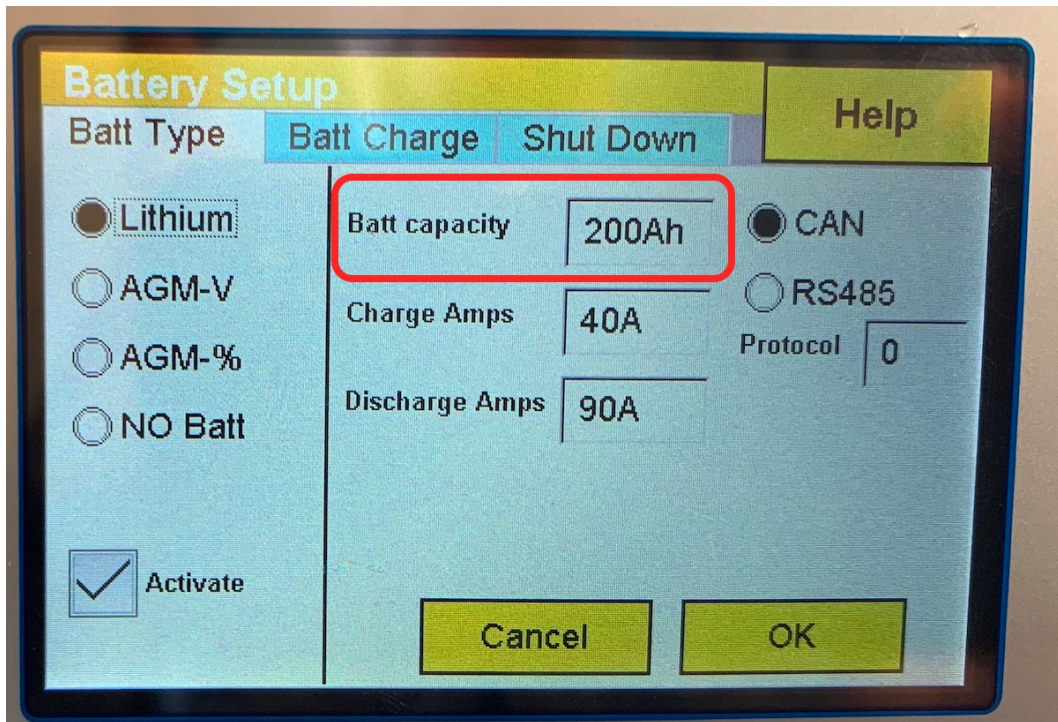 Battery Setup
Help
Batt Type
Batt Charge
Shut Down
Lithium
AGM-V
AGM-%
NO Batt
Activate
Batt capacity 200Ah
Charge Amps 40A
Discharge Amps 90A
CAN
RS485
Protocol 0
Cancel
OK